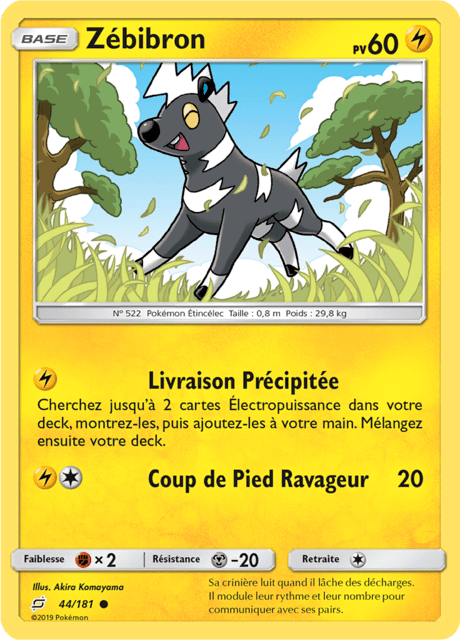 BASE Zébibron PV60
N° 522 Pokémon Étincélec Taille : 0,8 m Poids : 29,8 kg
Livraison Précipitée
Cherchez jusqu'à 2 cartes Électropuissance dans votre
deck, montrez-les, puis ajoutez-les à votre main. Mélangez
ensuite votre deck.
Coup de Pied Ravageur 20
Faiblesse ×2 Résistance -20 Retraite
Illus. Akira Komayama
44/181
©2019 Pokémon
Sa crinière luit quand il lâche des décharges.
Il module leur rythme et leur nombre pour
communiquer avec ses pairs.